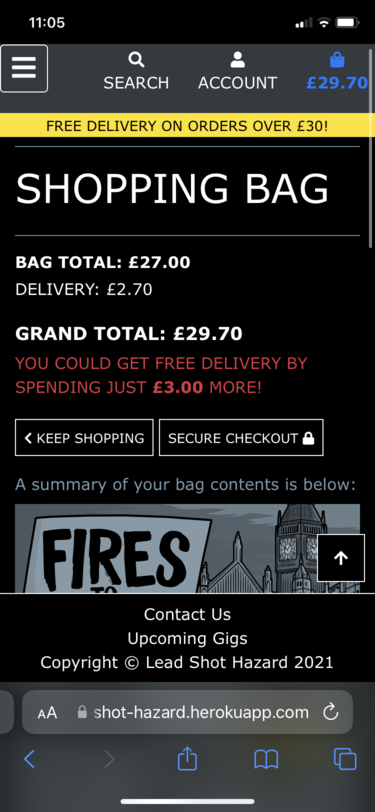 11:05
SEARCH
ACCOUNT
£29.70
FREE DELIVERY ON ORDERS OVER £30!
SHOPPING BAG
BAG TOTAL: £27.00
DELIVERY: £2.70
GRAND TOTAL: £29.70
YOU COULD GET FREE DELIVERY BY
SPENDING JUST £3.00 MORE!
KEEP SHOPPING
SECURE CHECKOUT
A summary of your bag contents is below:
FIRES
TO
Contact Us
Upcoming Gigs
Copyright © Lead Shot Hazard 2021
AA
shot-hazard.herokuapp.com